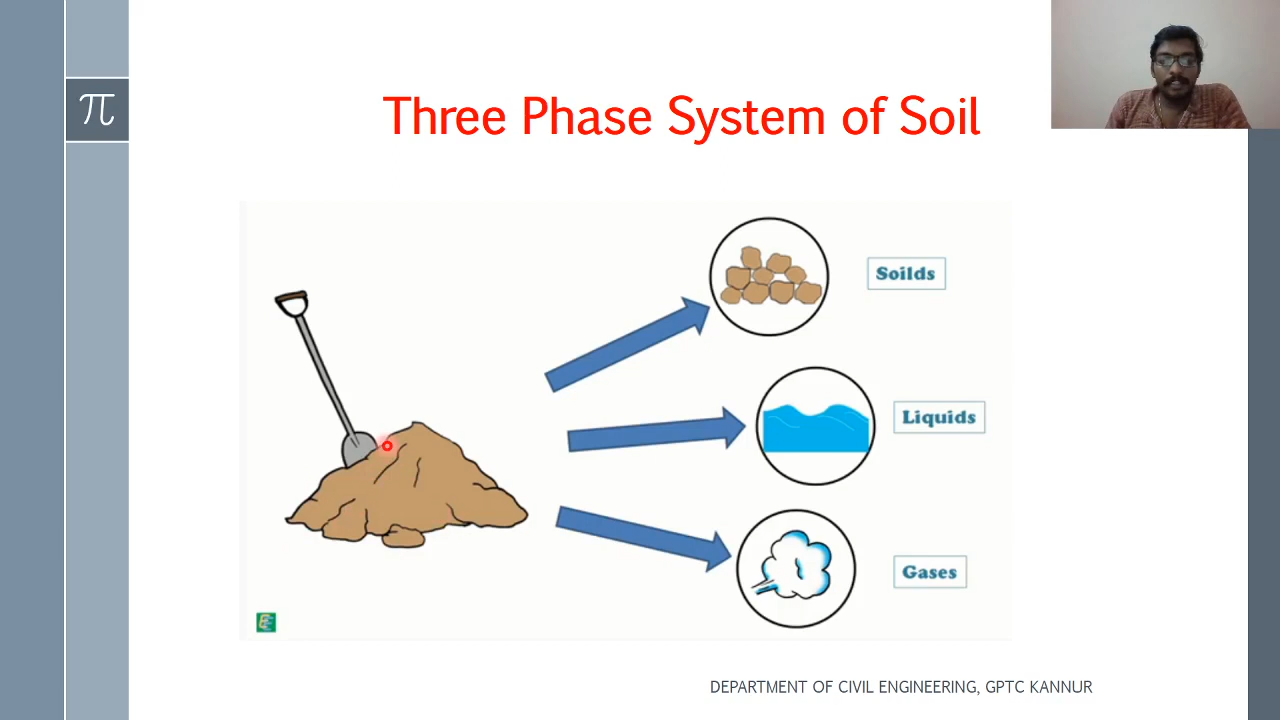 π
Three Phase System of Soil
Soilds
Liquids
Gases
DEPARTMENT OF CIVIL ENGINEERING, GPTC KANNUR